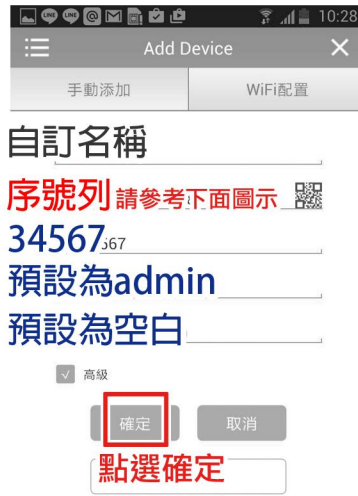 10:28
Add Device
手動添加 WiFi配置
自訂名稱
序號列 請參考下面圖示
34567 567
預設為admin
預設為空白
高級
確定 取消
點選確定